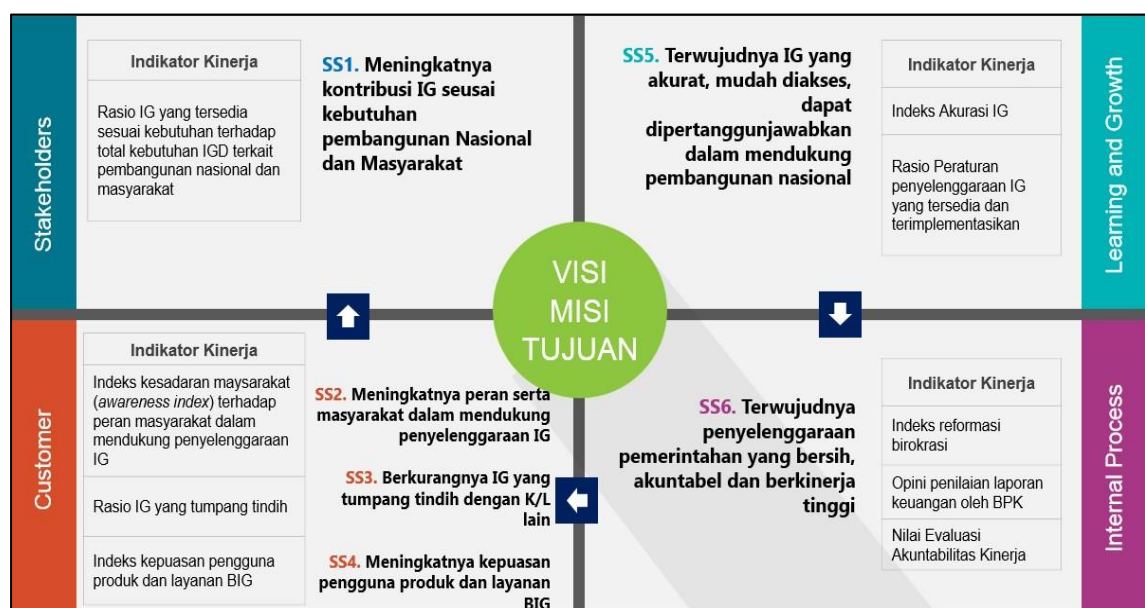 Stakeholders
Indikator Kinerja
Rasio IG yang tersedia
sesuai kebutuhan terhadap
total kebutuhan IGD terkait
pembangunan nasional dan
masyarakat
SS1. Meningkatnya
kontribusi IG seusai
kebutuhan
pembangunan Nasional
dan Masyarakat
SS5. Terwujudnya IG yang
akurat, mudah diakses,
dapat
dipertanggunjawabkan
dalam mendukung
pembangunan nasional
Indikator Kinerja
Indeks Akurasi IG
Rasio Peraturan
penyelenggaraan IG
yang tersedia dan
terimplementasikan
Learning and Growth
VISI
MISI
TUJUAN
Customer
Indikator Kinerja
Indeks kesadaran maysarakat
(awareness index) terhadap
peran masyarakat dalam
mendukung penyelenggaraan
IG
Rasio IG yang tumpang tindih
Indeks kepuasan pengguna
produk dan layanan BIG
SS2. Meningkatnya peran serta
masyarakat dalam mendukung
penyelenggaraan IG
SS3. Berkurangnya IG yang
tumpang tindih dengan K/L
lain
SS4. Meningkatnya kepuasan
pengguna produk dan layanan
BIG
SS6. Terwujudnya
penyelenggaraan
pemerintahan yang bersih,
akuntabel dan berkinerja
tinggi
Indikator Kinerja
Indeks reformasi
birokrasi
Opini penilaian laporan
keuangan oleh BPK
Nilai Evaluasi
Akuntabilitas Kinerja
Internal Process